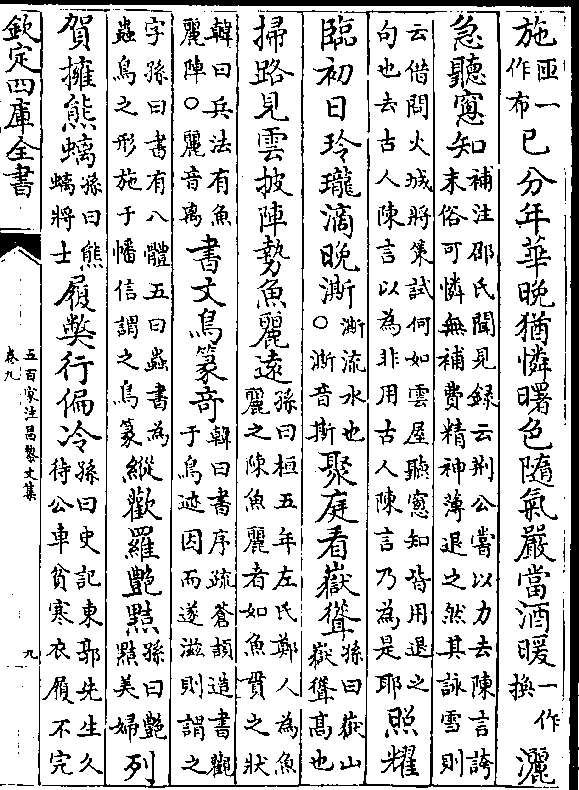 施匝一作布已分年華晚猶憐曙色隨氣嚴當酒暖一作換灑
急聽窻知補注邵氏聞見録云荆公嘗以力去陳言誇末俗可憐無補費精神薄退之然其詠雪則
云借問火城將策試何如雲屋聽窻知皆用退之句也去古人陳言以為非用古人陳言乃為是耶照耀
臨初日玲瓏滴晩澌澌流水也○澌音斯聚庭看嶽聳孫曰嶽山嶽聳高也
掃路見雲披陣勢魚麗遠孫曰桓五年左氏鄭人為魚麗之陳魚麗者如魚貫之狀
韓曰兵法有魚麗陣○麗音离書文鳥篆奇韓曰書序疏蒼頡造書觀于鳥迹因而遂滋則謂之
字孫曰書有八體五曰蟲書為蟲鳥之形施于幡信謂之鳥篆縱歡羅艶黠孫曰艶黠美婦列
賀擁熊螭孫曰熊螭將士履弊行偏冷孫曰史記東郭先生久待公車貧寒衣履不完
欽定四庫全書
五百家注昌黎文集
卷九
九